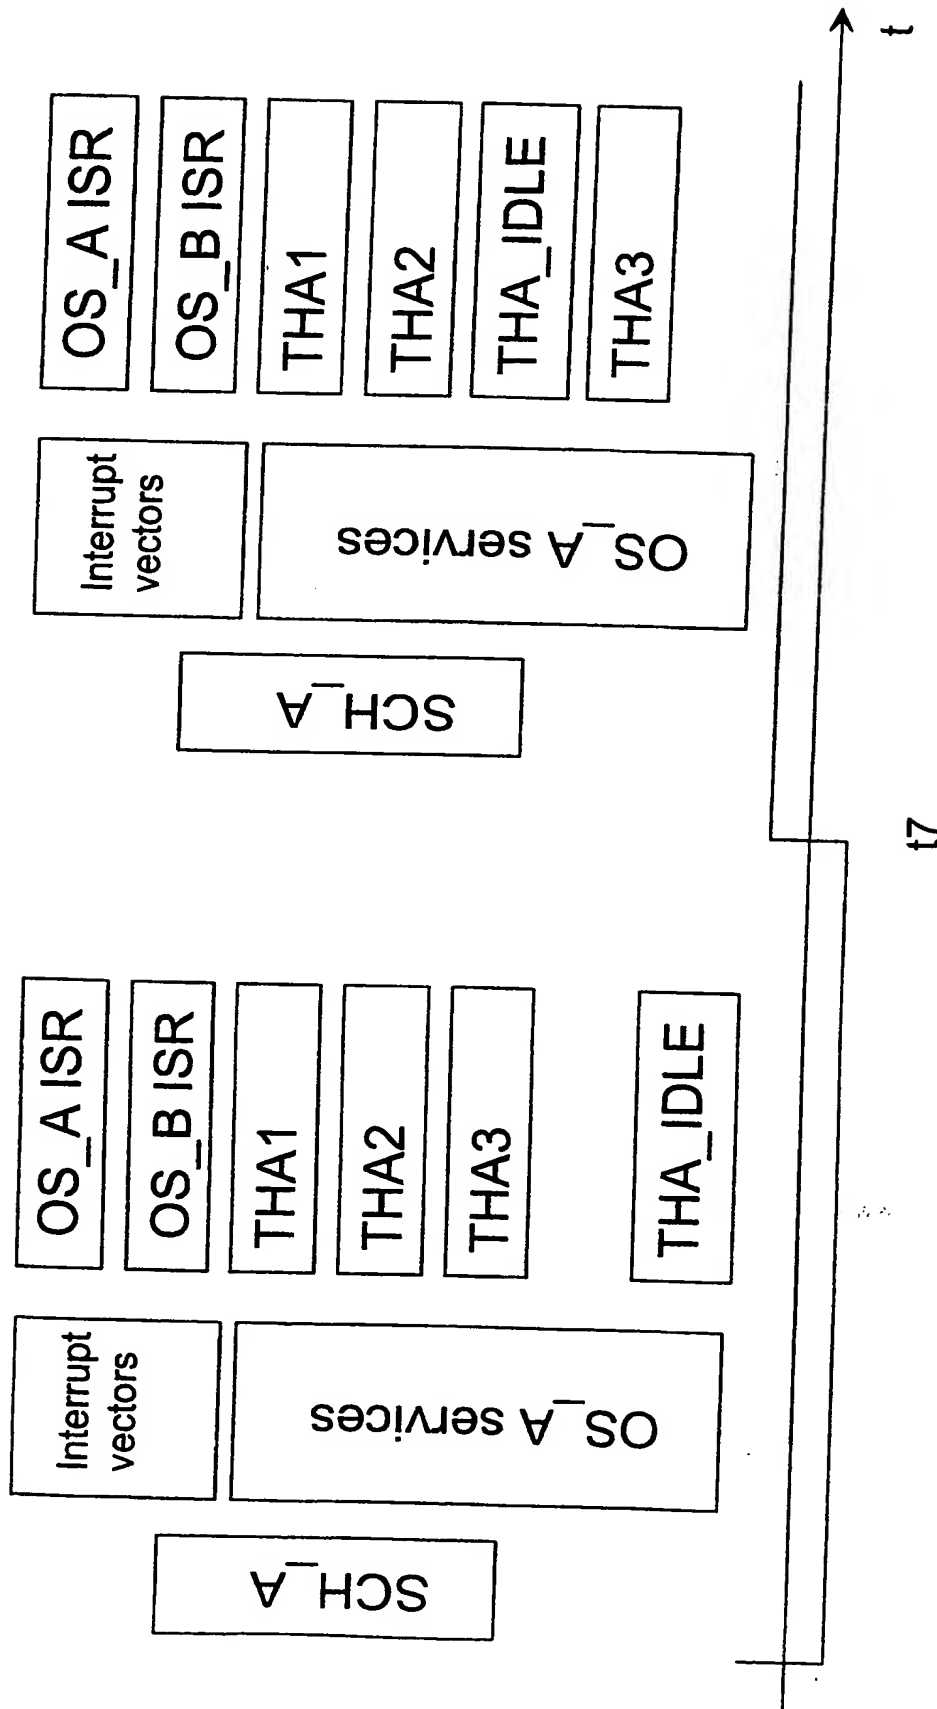 SCH_A
Interrupt
vectors
OS_A services
OS_A ISR
OS_B ISR
THA1
THA2
THA3
THA_IDLE
SCH_A
Interrupt
vectors
OS_A services
OS_A ISR
OS_B ISR
THA1
THA2
THA_IDLE
THA3
t7
t